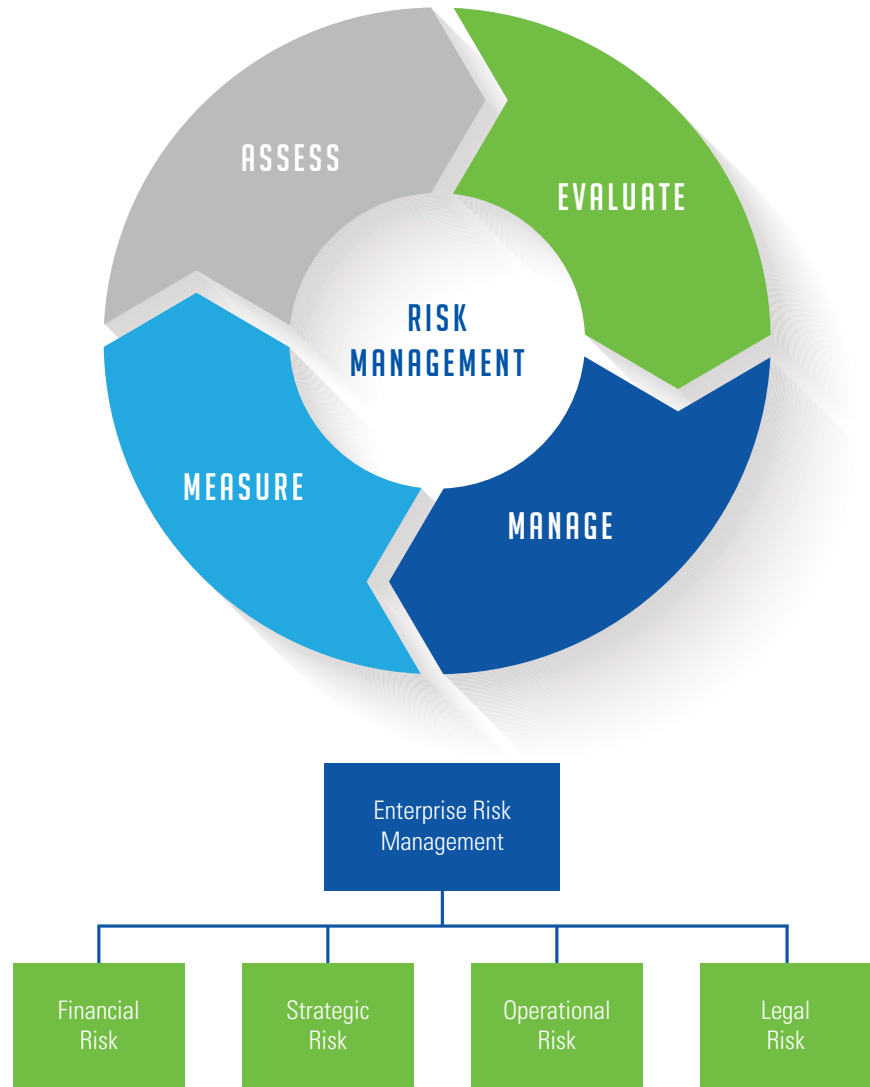 ASSESS
EVALUATE
RISK
MANAGEMENT
MEASURE
MANAGE
Enterprise Risk
Management
Financial
Risk
Strategic
Risk
Operational
Risk
Legal
Risk